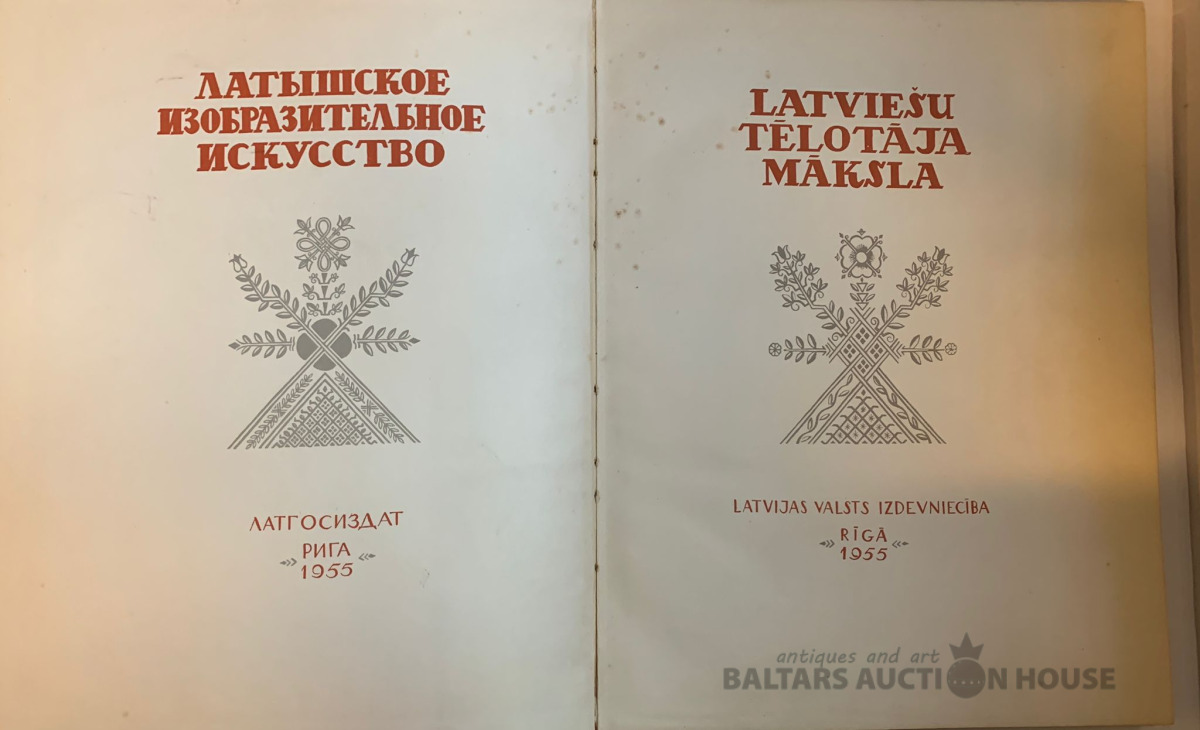 ЛАТЫШСКОЕ
ИЗОБРАЗИТЕЛЬНОЕ
ИСКУССТВО
ЛАТГОСИЗДАТ
РИГА
1955
LATVIEŠU
TĒLOTĀJA
MĀKSLA
LATVIJAS VALSTS IZDEVNIECĪBA
RĪGĀ
1955
antiques and art
BALTARS AUCTION HOUSE